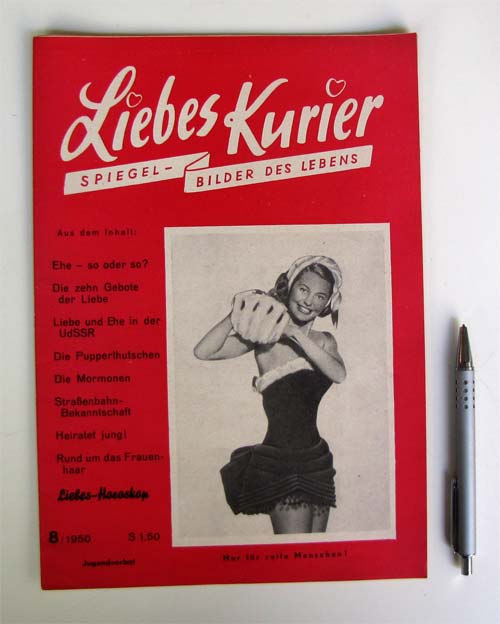 Liebes Kurier
SPIEGEL-
BILDER DES LEBENS
Aus dem Inhalt:
Ehe - so oder so?
Die zehn Gebote
der Liebe
Liebe und Ehe in der
UdSSR
Die Pupperlhutschen
Die Mormonen
Straßenbahn-
Bekanntschaft
Heiratet jung!
Rund um das Frauen-
haar
Liebes-Horoskop
8/1950 S 1.50
Jugendverbot
Nur für reife Menschen!